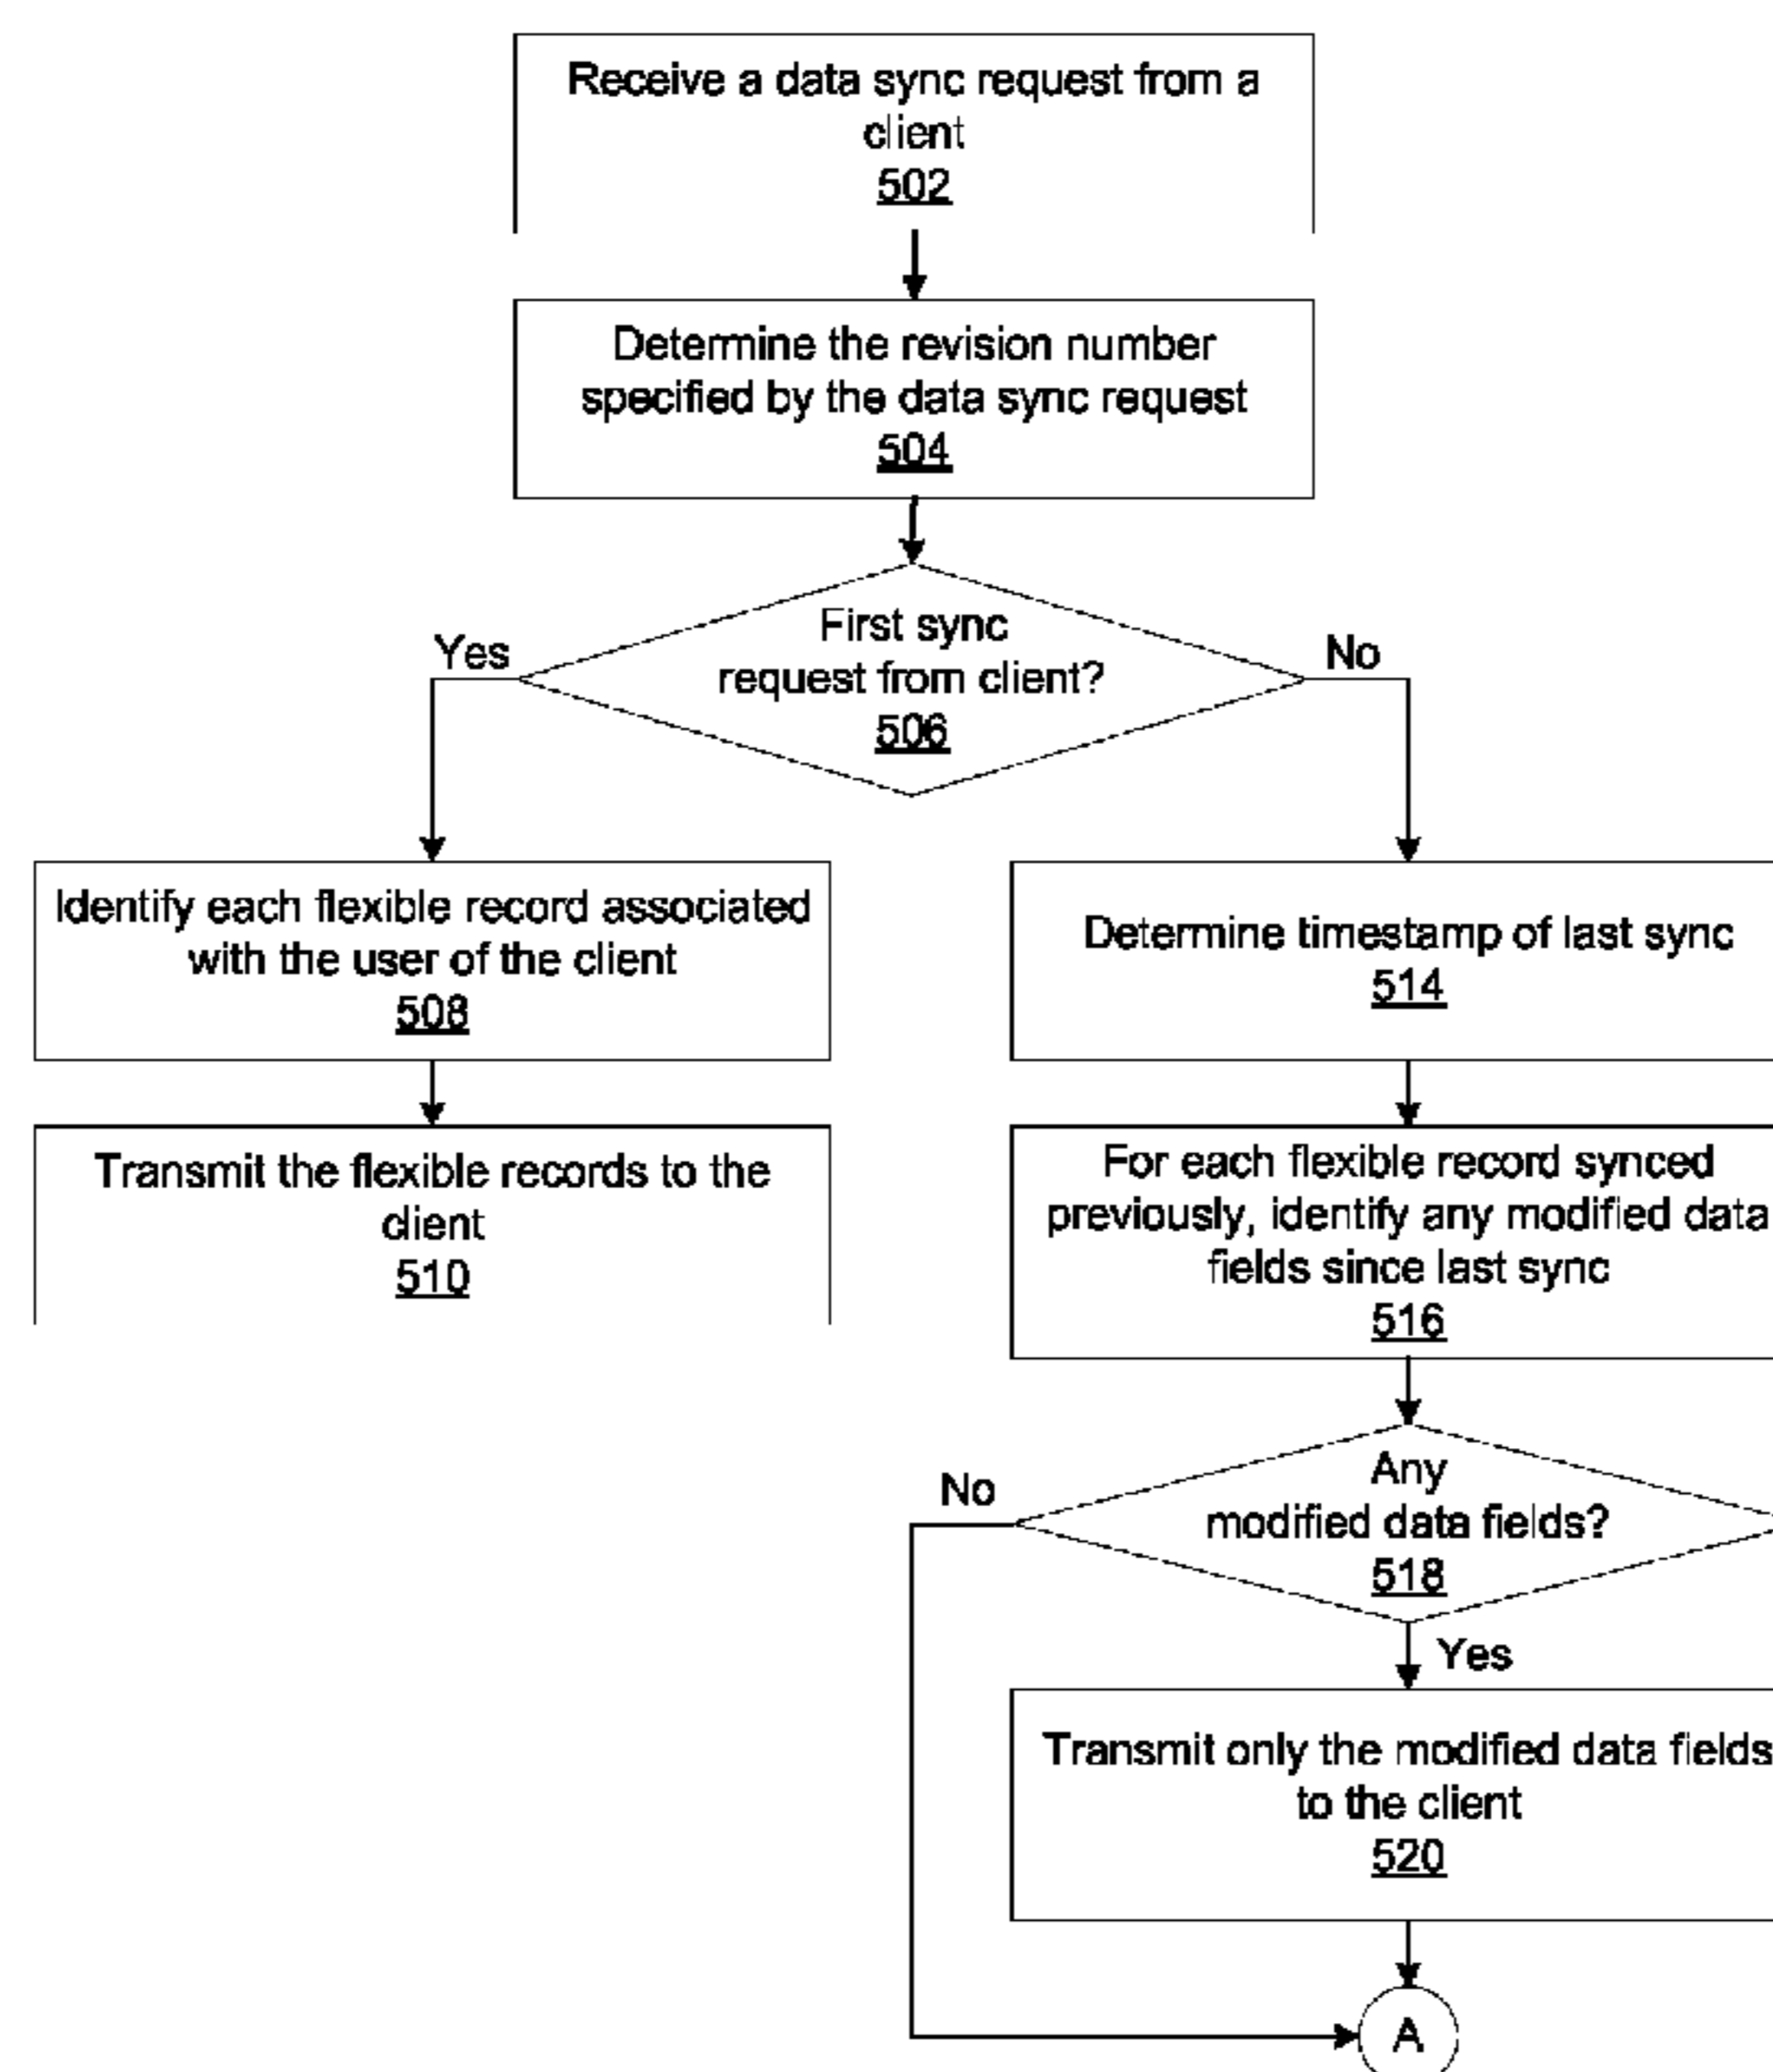 Receive a data sync request from a
client
502
Determine the revision number
specified by the data sync request
504
First sync
request from client?
506
Yes
No
Identify each flexible record associated
with the user of the client
508
Transmit the flexible records to the
client
510
Determine timestamp of last sync
514
For each flexible record synced
previously, identify any modified data
fields since last sync
516
Any
modified data fields?
518
No
Yes
Transmit only the modified data fields
to the client
520
A